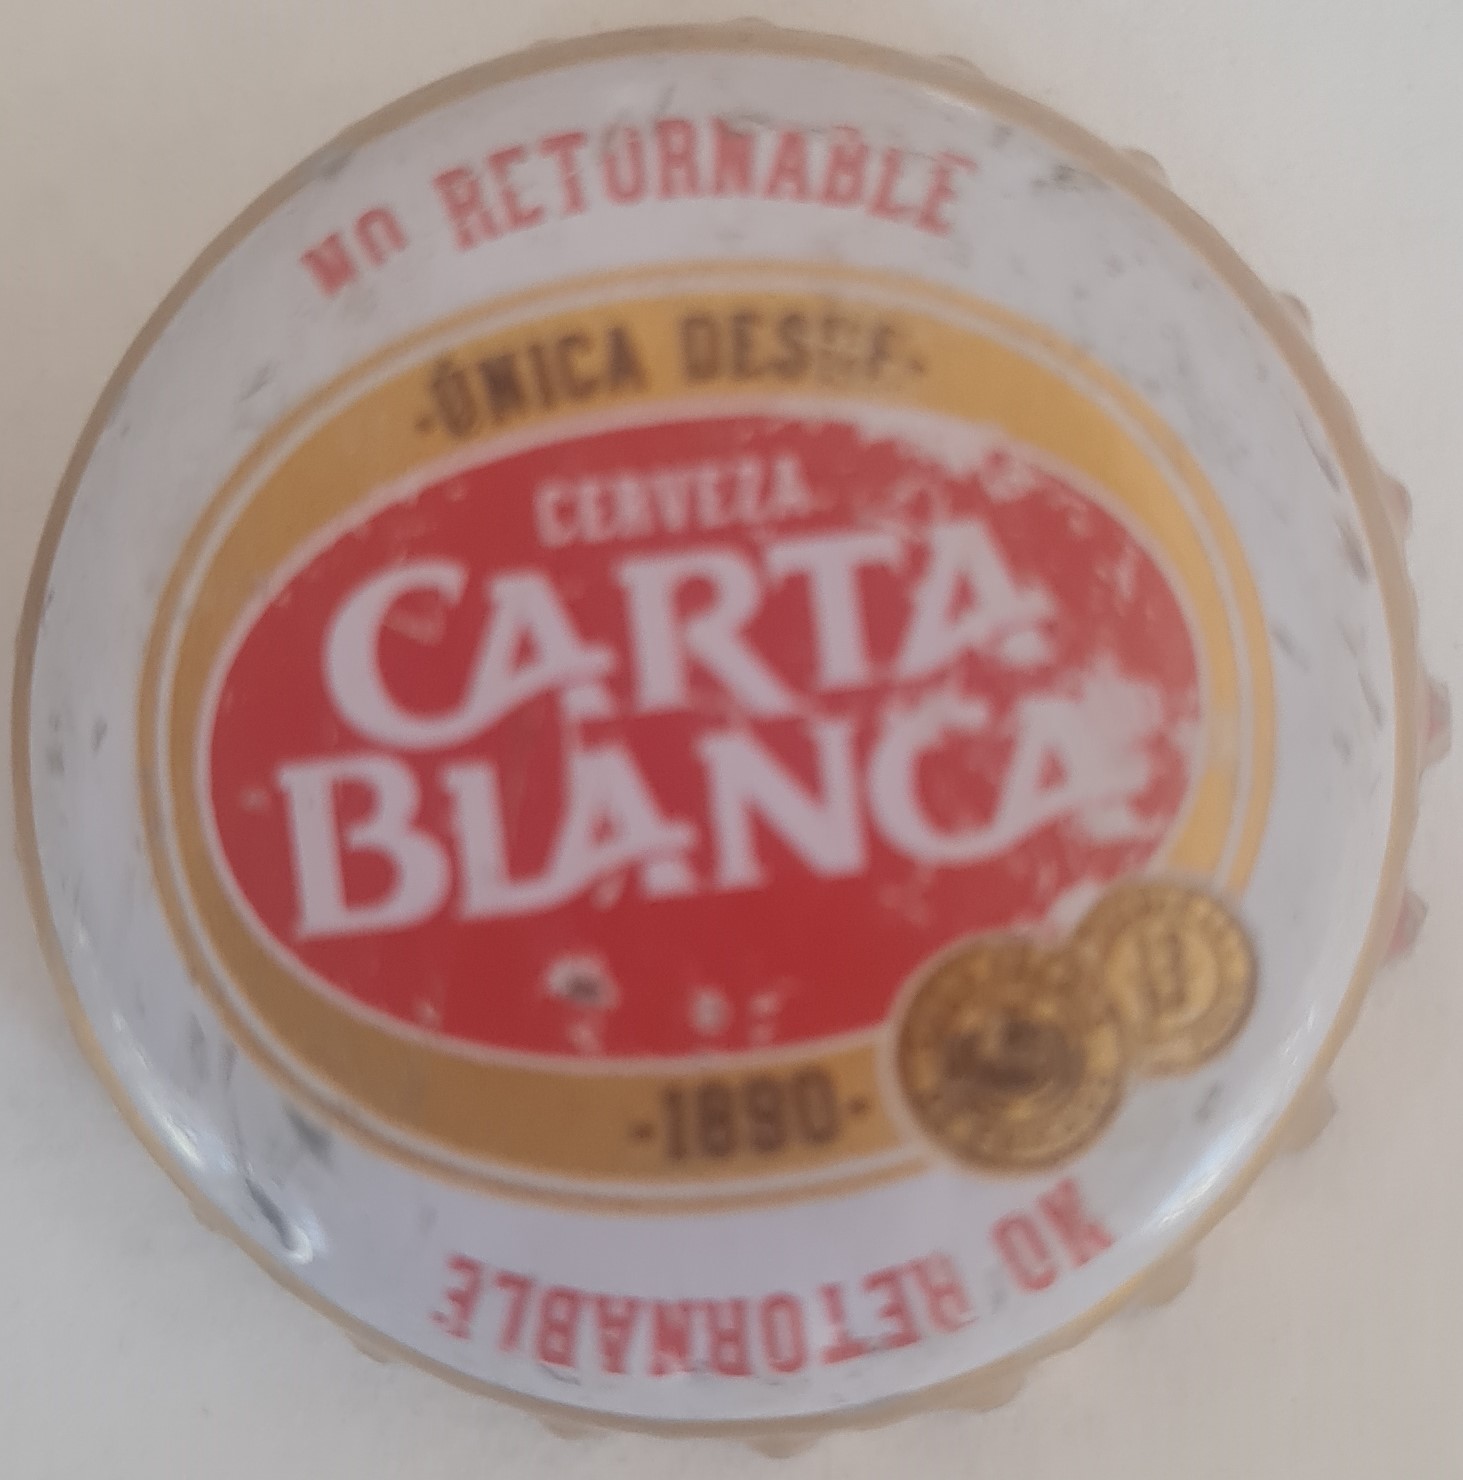 NO RETORNABLE
-ÚNICA DESDE-
CERVEZA
CARTA
BLANCA
-1890-
NO RETORNABLE